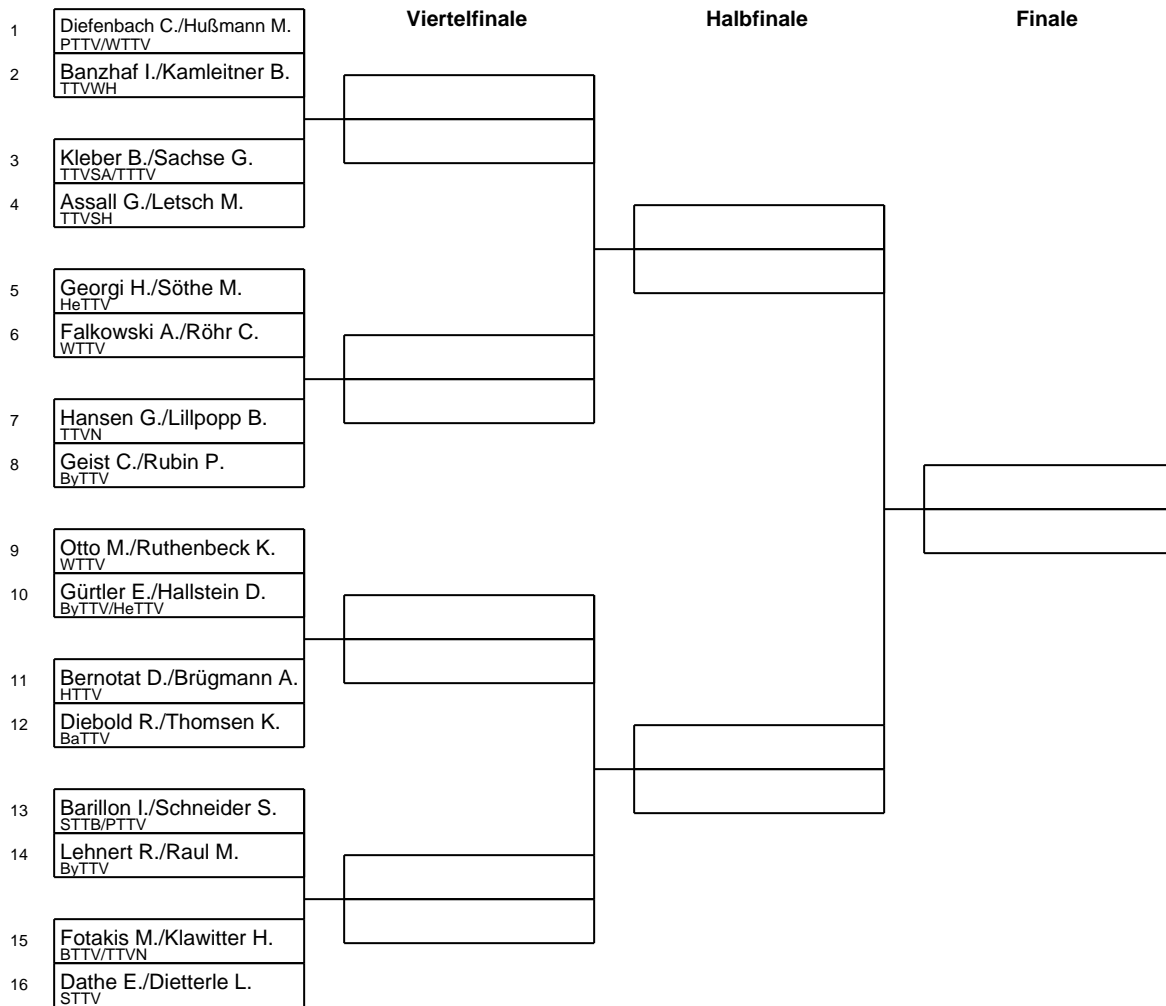 Viertelfinale Halbfinale Finale
1 Diefenbach C./Hußmann M.
PTTV/WTTV
2 Banzhaf I./Kamleitner B.
TTVWH
3 Kleber B./Sachse G.
TTVSA/TTTV
4 Assall G./Letsch M.
TTVSH
5 Georgi H./Söthe M.
HeTTV
6 Falkowski A./Röhr C.
WTTV
7 Hansen G./Lillpopp B.
TTVN
8 Geist C./Rubin P.
ByTTV
9 Otto M./Ruthenbeck K.
WTTV
10 Gürtler E./Hallstein D.
ByTTV/HeTTV
11 Bernotat D./Brügmann A.
HTTV
12 Diebold R./Thomsen K.
BaTTV
13 Barillon I./Schneider S.
STTB/PTTV
14 Lehnert R./Raul M.
ByTTV
15 Fotakis M./Klawitter H.
BTTV/TTVN
16 Dathe E./Dietterle L.
STTV